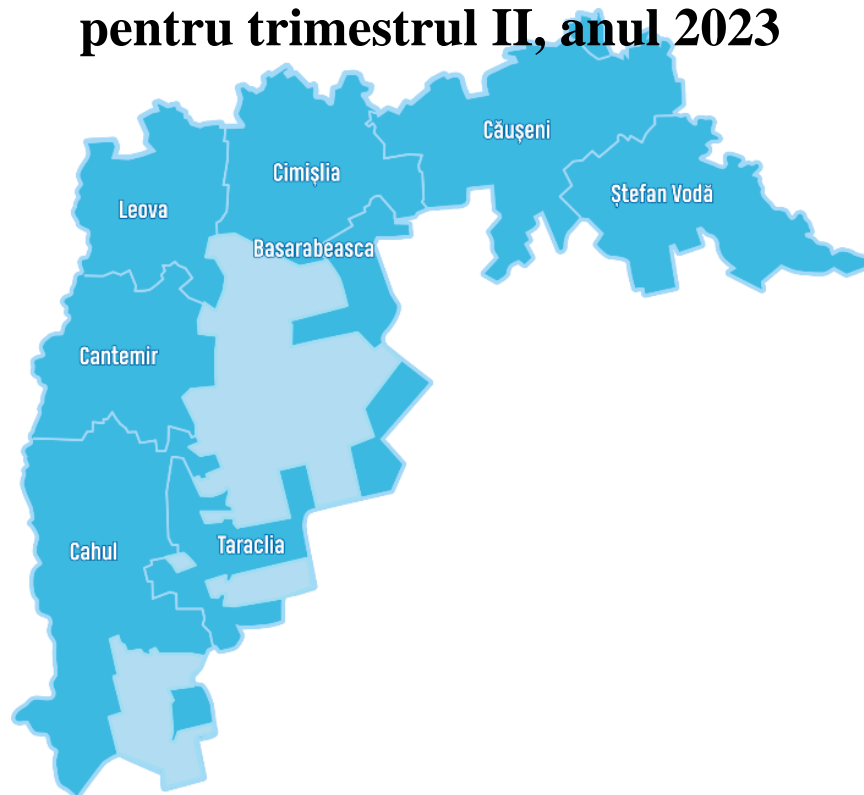 pentru trimestrul II, anul 2023
Căușeni
Cimișlia
Ștefan Vodă
Leova
Basarabeasca
Cantemir
Taraclia
Cahul